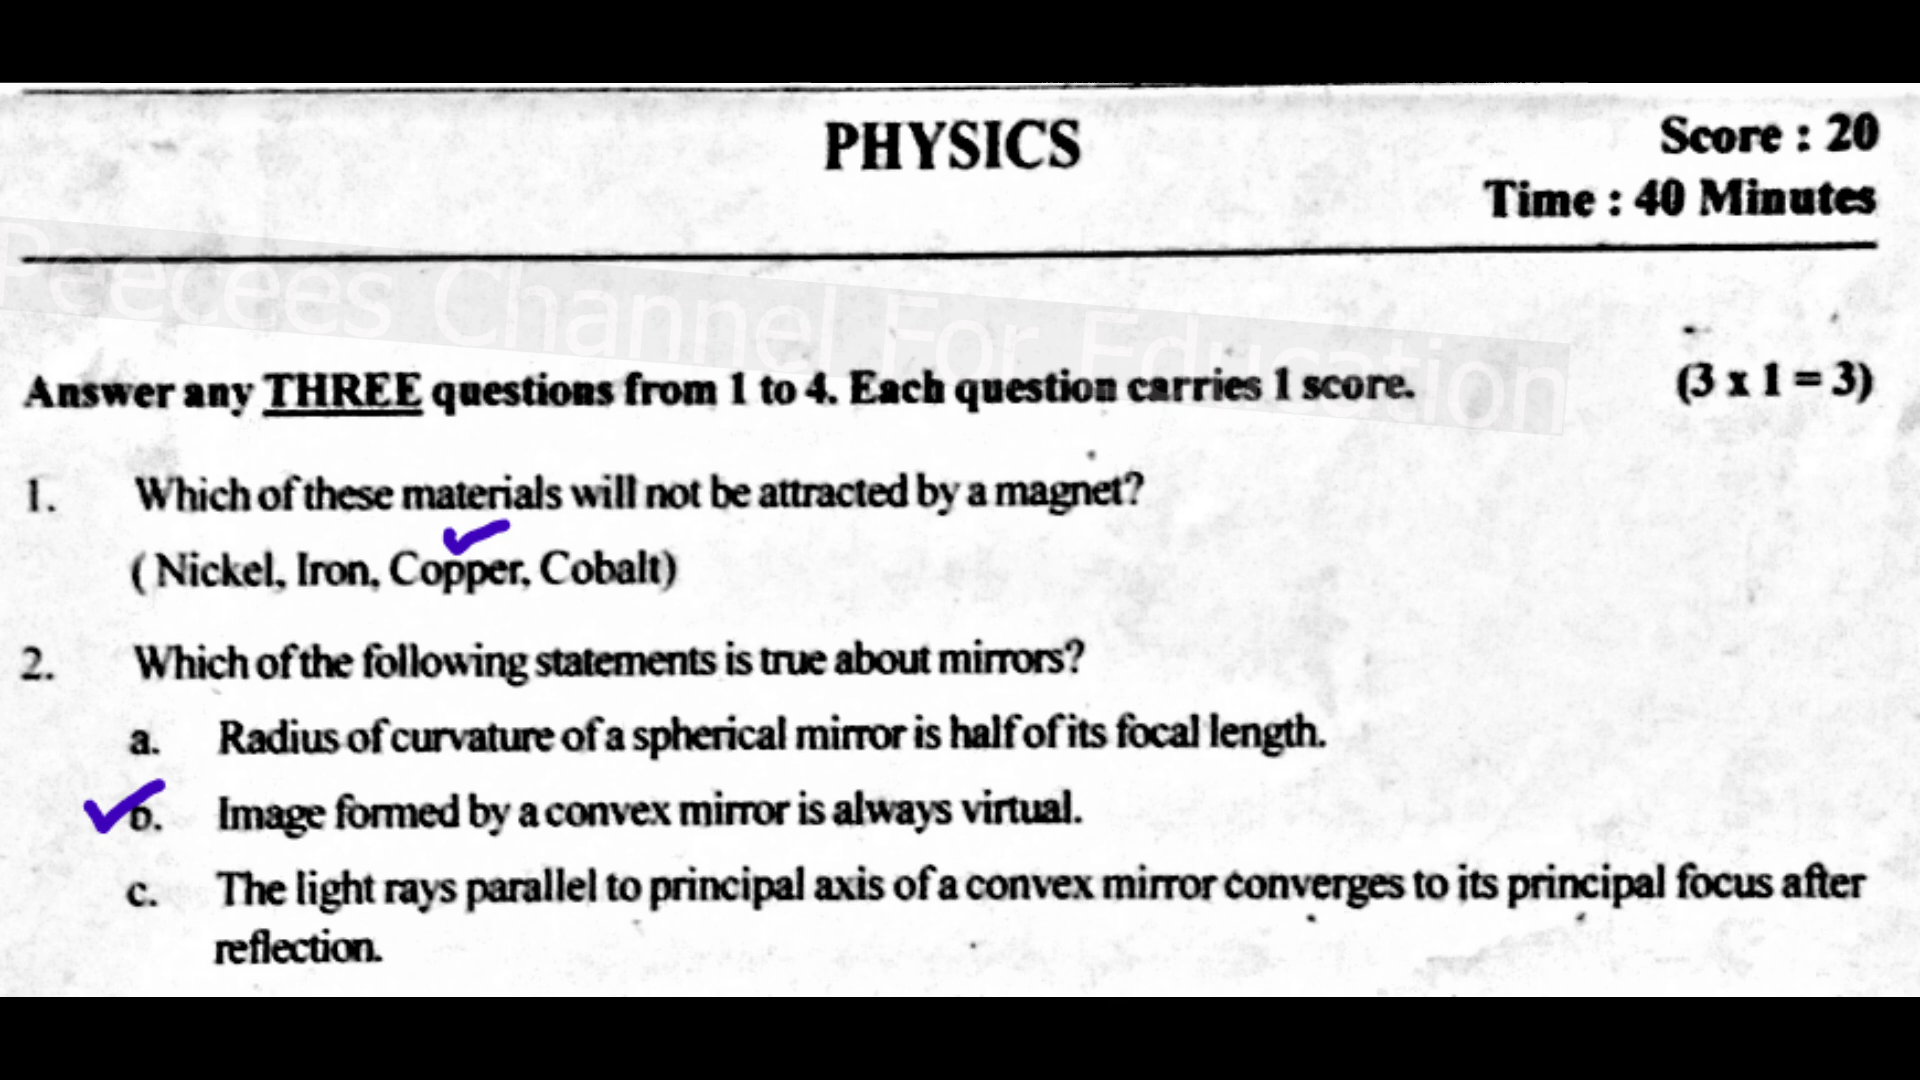 PHYSICS
Score : 20
Time : 40 Minutes
Peecees Channel For Education
Answer any THREE questions from 1 to 4. Each question carries 1 score.
(3 x 1 = 3)
1. Which of these materials will not be attracted by a magnet?
( Nickel, Iron, Copper, Cobalt)
2. Which of the following statements is true about mirrors?
a. Radius of curvature of a spherical mirror is half of its focal length.
b. Image formed by a convex mirror is always virtual.
c. The light rays parallel to principal axis of a convex mirror converges to its principal focus after
reflection.